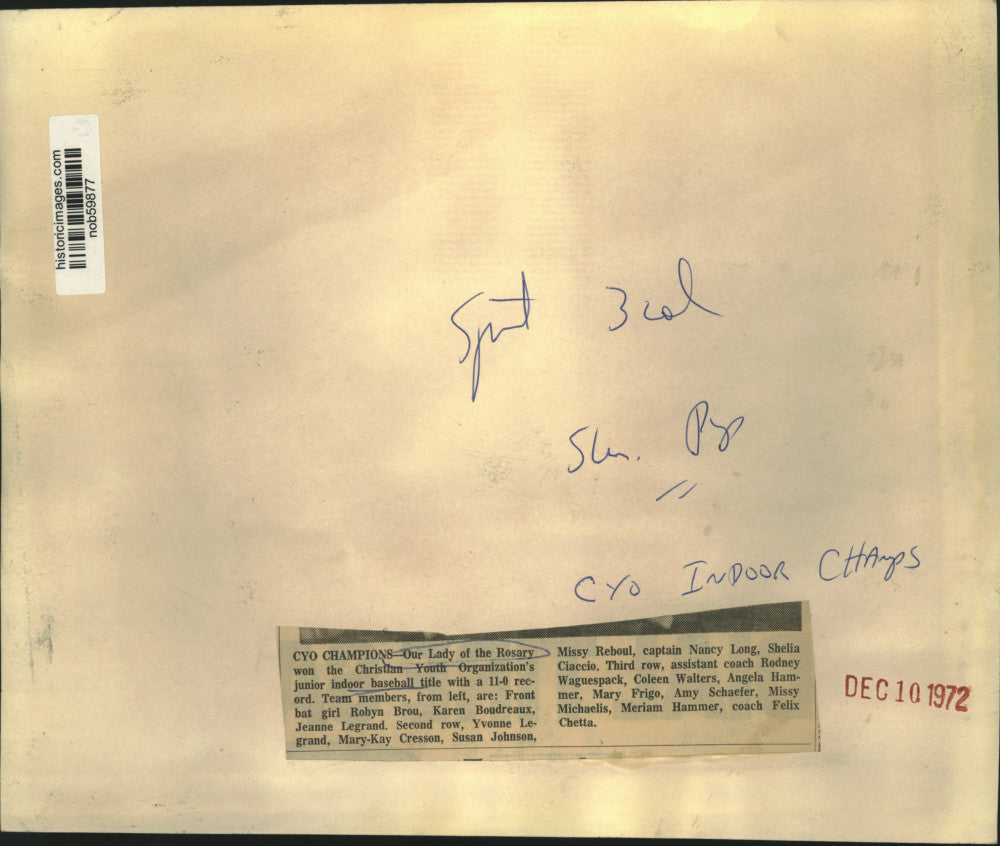 historicimages.com
nob59877
3 col
CYO INDOOR CHAMPS
CYO CHAMPIONS—Our Lady of the Rosary
won the Christian Youth Organization's
junior indoor baseball title with a 11-0 rec-
ord. Team members, from left, are: Front
bat girl Robyn Brou, Karen Boudreaux,
Jeanne Legrand. Second row, Yvonne Le-
grand, Mary-Kay Cresson, Susan Johnson,
Missy Reboul, captain Nancy Long, Shelia
Ciaccio. Third row, assistant coach Rodney
Waguespack, Coleen Walters, Angela Ham-
mer, Mary Frigo, Amy Schaefer, Missy
Michaelis, Meriam Hammer, coach Felix
Chetta.
DEC 10 1972